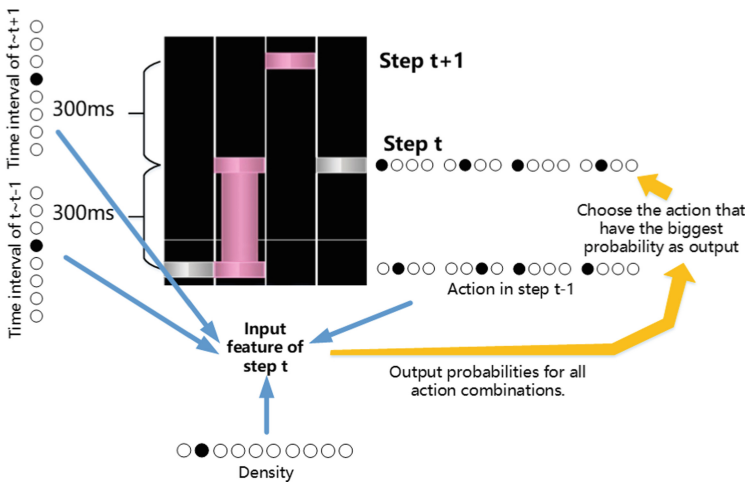 Time interval of t~t+1
300ms
Step t+1
Step t
Time interval of t~t-1
300ms
Choose the action that
have the biggest
probability as output
Action in step t-1
Input
feature of
step t
Output probabilities for all
action combinations.
Density